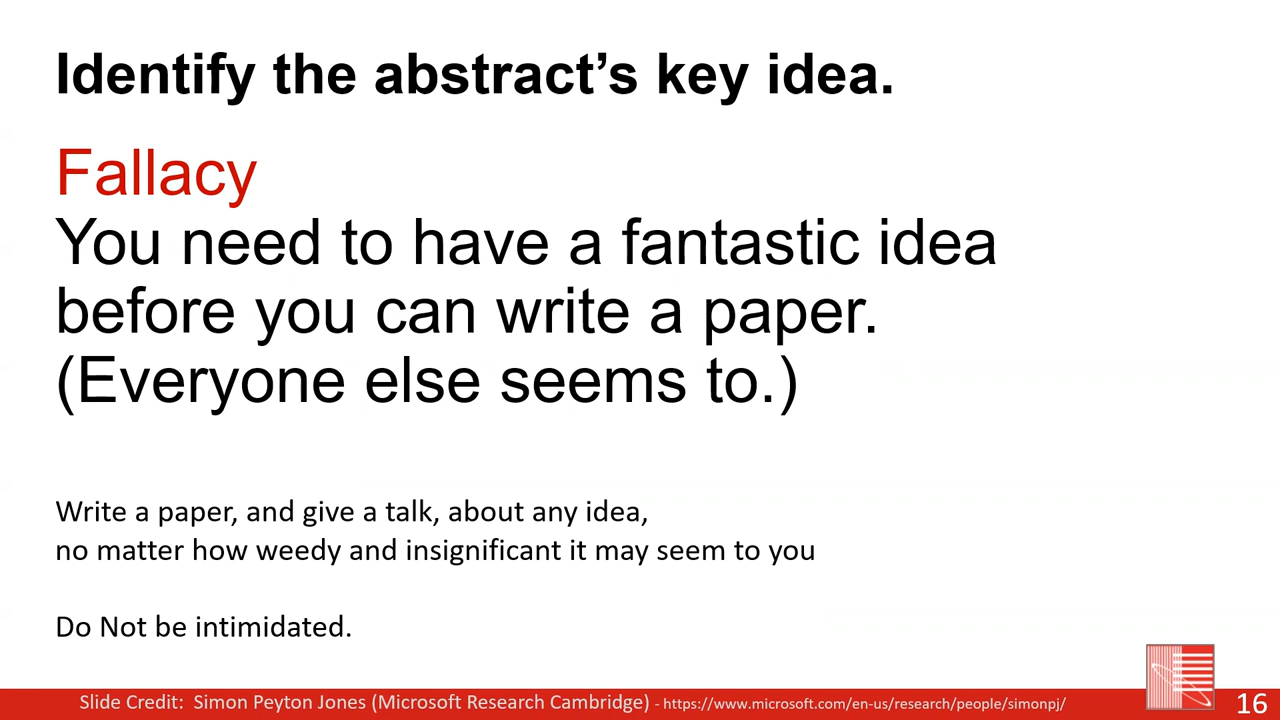 Identify the abstract’s key idea.
Fallacy
You need to have a fantastic idea
before you can write a paper.
(Everyone else seems to.)
Write a paper, and give a talk, about any idea,
no matter how weedy and insignificant it may seem to you
Do Not be intimidated.
Slide Credit: Simon Peyton Jones (Microsoft Research Cambridge) - https://www.microsoft.com/en-us/research/people/simonpj/
16